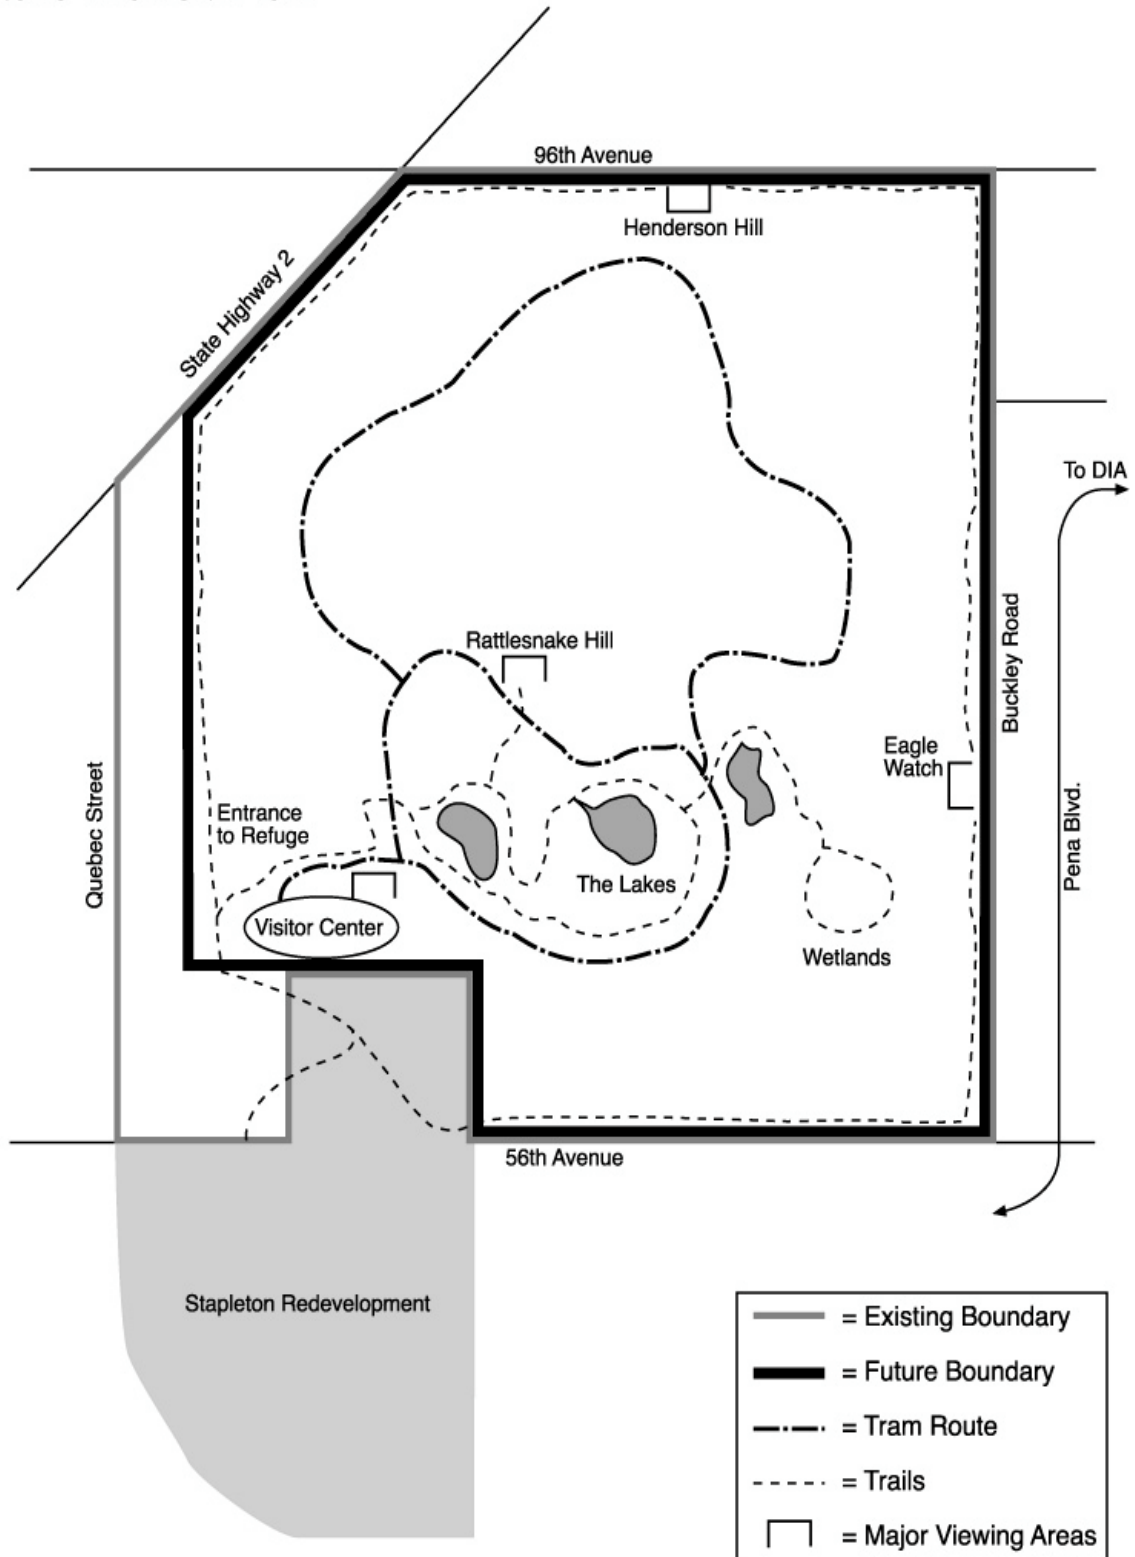 96th Avenue
Henderson Hill
State Highway 2
To DIA
Rattlesnake Hill
Buckley Road
Eagle
Watch
Pena Blvd.
Quebec Street
Entrance
to Refuge
The Lakes
Visitor Center
Wetlands
56th Avenue
Stapleton Redevelopment
= Existing Boundary
= Future Boundary
= Tram Route
= Trails
= Major Viewing Areas